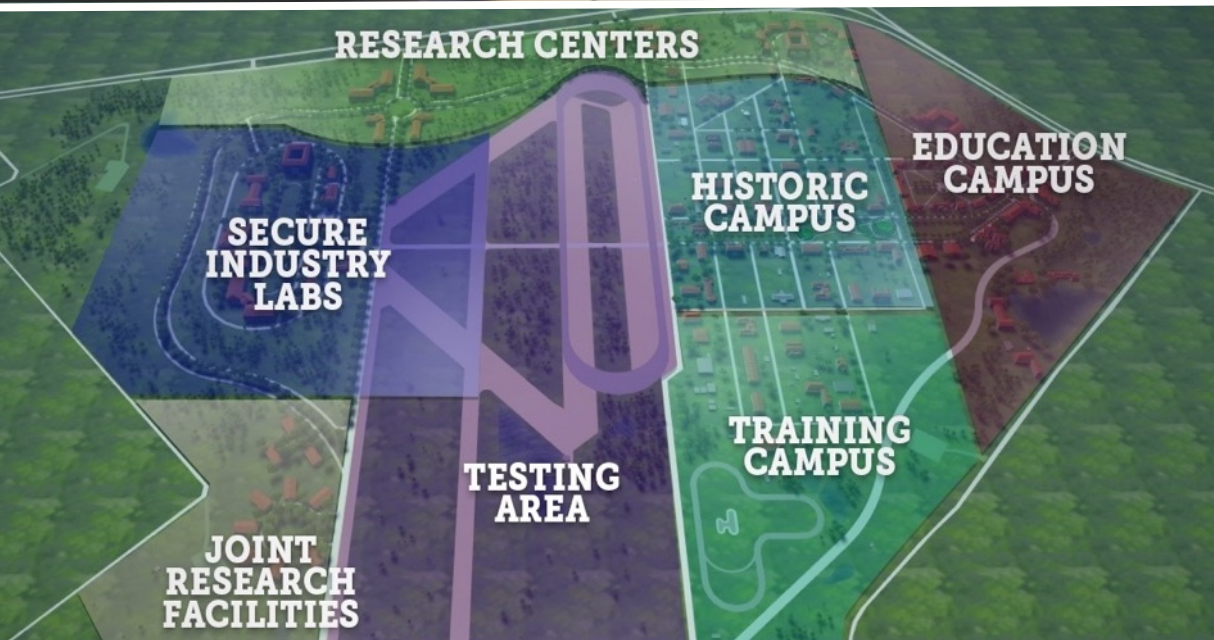 RESEARCH CENTERS
EDUCATION
CAMPUS
HISTORIC
CAMPUS
SECURE
INDUSTRY
LABS
TRAINING
CAMPUS
TESTING
AREA
JOINT
RESEARCH
FACILITIES